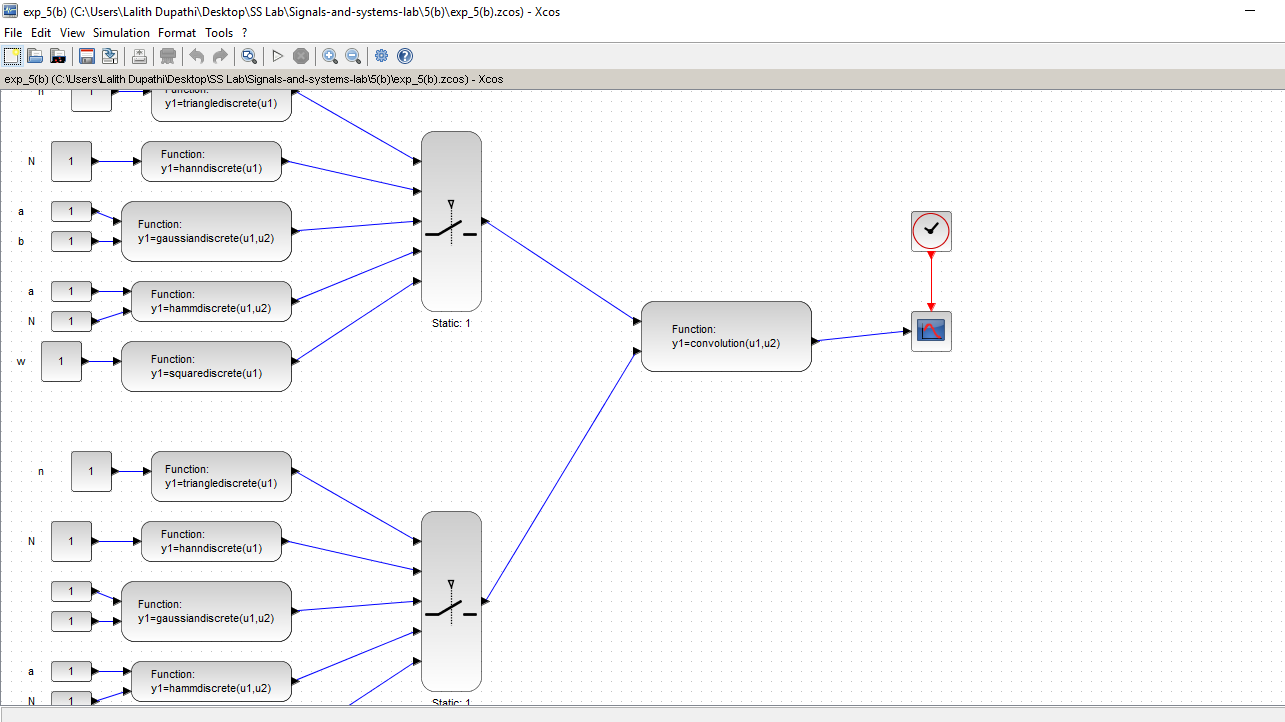 exp_5(b) (C:\Users\Lalith Dupathi\Desktop\SS Lab\Signals-and-systems-lab\5(b)\exp_5(b).zcos) - Xcos
File Edit View Simulation Format Tools ?
exp_5(b) (C:\Users\Lalith Dupathi\Desktop\SS Lab\Signals-and-systems-lab\5(b)\exp_5(b).zcos) - Xcos
n
1
Function:
y1=trianglediscrete(u1)
N
1
Function:
y1=hanndiscrete(u1)
a
1
b
1
Function:
y1=gaussiandiscrete(u1,u2)
a
1
N
1
Function:
y1=hammdiscrete(u1,u2)
w
1
Function:
y1=squarediscrete(u1)
Static: 1
Function:
y1=convolution(u1,u2)
n
1
Function:
y1=trianglediscrete(u1)
N
1
Function:
y1=hanndiscrete(u1)
1
1
Function:
y1=gaussiandiscrete(u1,u2)
a
1
N
1
Function:
y1=hammdiscrete(u1,u2)
Static: 1